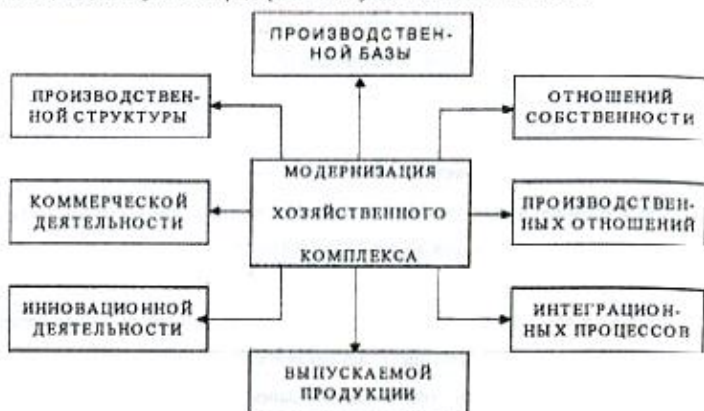 ПРОИЗВОДСТВЕН-
НОЙ БАЗЫ
ПРОИЗВОДСТВЕН-
НОЙ СТРУКТУРЫ
ОТНОШЕНИЙ
СОБСТВЕННОСТИ
МОДЕРНИЗАЦИЯ
ХОЗЯЙСТВЕННОГО
КОМПЛЕКСА
КОММЕРЧЕСКОЙ
ДЕЯТЕЛЬНОСТИ
ПРОИЗВОДСТВЕН-
НЫХ ОТНОШЕНИЙ
ИННОВАЦИОННОЙ
ДЕЯТЕЛЬНОСТИ
ИНТЕГРАЦИОН-
НЫХ ПРОЦЕССОВ
ВЫПУСКАЕМОЙ
ПРОДУКЦИИ